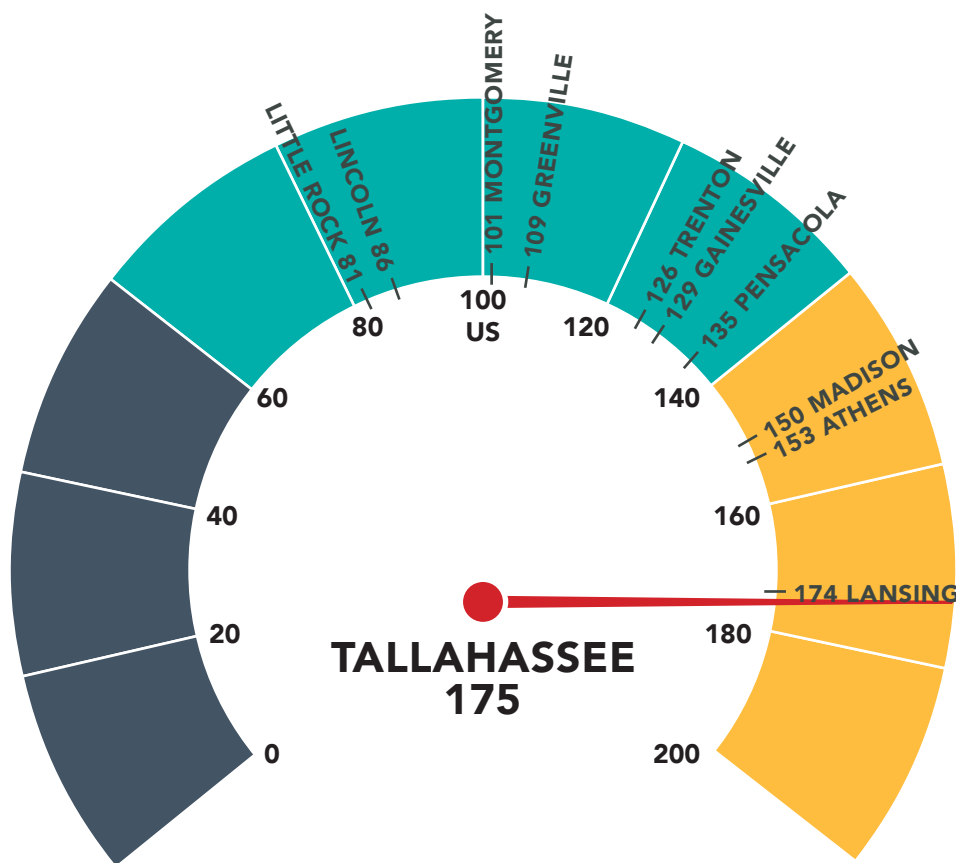 LITTLE ROCK 81
LINCOLN 86
101 MONTGOMERY
109 GREENVILLE
126 TRENTON
129 GAINESVILLE
135 PENSACOLA
150 MADISON
153 ATHENS
174 LANSING
0
20
40
60
80
100
US
120
140
160
180
200
TALLAHASSEE
175